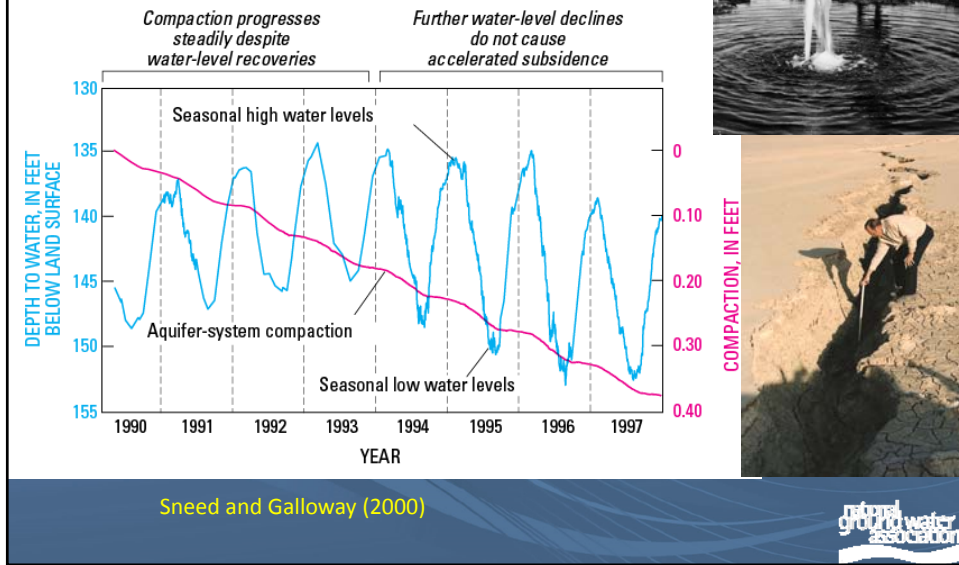 Compaction progresses
steadily despite
water-level recoveries
Further water-level declines
do not cause
accelerated subsidence
130
135
140
145
150
155
DEPTH TO WATER, IN FEET
BELOW LAND SURFACE
Seasonal high water levels
Aquifer-system compaction
Seasonal low water levels
0
0.10
0.20
0.30
0.40
COMPACTION, IN FEET
1990 1991 1992 1993 1994 1995 1996 1997
YEAR
Sneed and Galloway (2000)
national
ground water
association